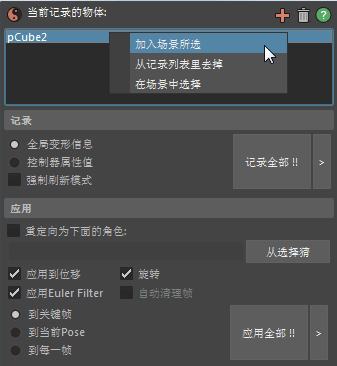 当前记录的物体:
pCube2
加入场景所选
从记录列表里去掉
在场景中选择
记录
全局变形信息
控制器属性值
强制刷新模式
记录全部 !! >
应用
重定向为下面的角色:
从选择猜
应用到位移 旋转
应用Euler Filter 自动清理帧
到关键帧
到当前Pose
到每一帧
应用全部 !! >